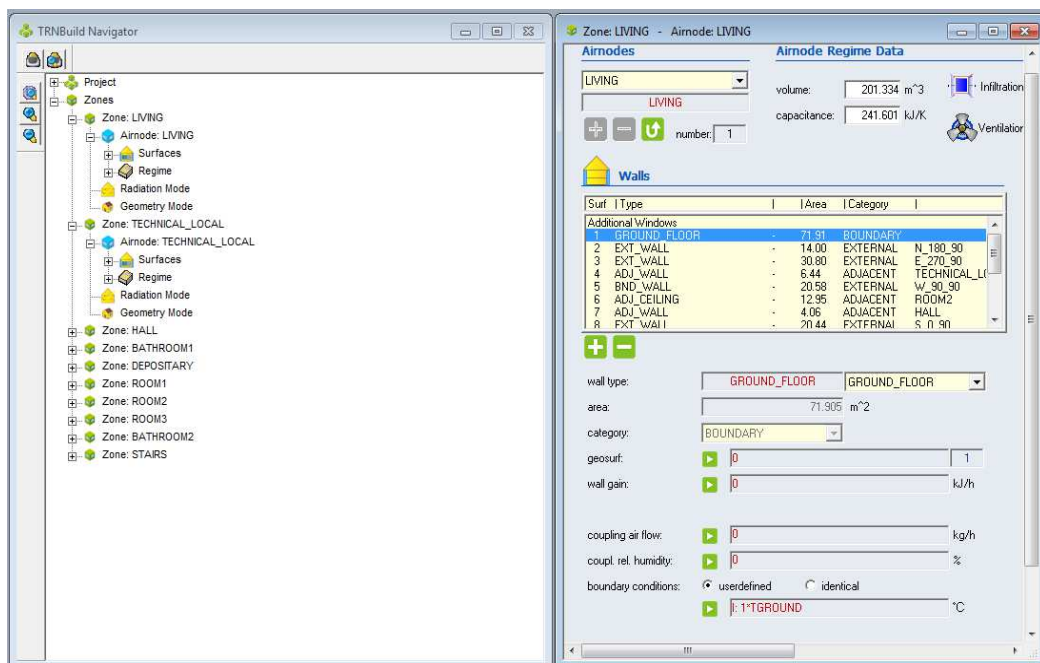 TRNBuild Navigator
Project
Zones
Zone: LIVING
Airnode: LIVING
Surfaces
Regime
Radiation Mode
Geometry Mode
Zone: TECHNICAL_LOCAL
Airnode: TECHNICAL_LOCAL
Surfaces
Regime
Radiation Mode
Geometry Mode
Zone: HALL
Zone: BATHROOM1
Zone: DEPOSITARY
Zone: ROOM1
Zone: ROOM2
Zone: ROOM3
Zone: BATHROOM2
Zone: STAIRS
Zone: LIVING - Airnode: LIVING
Airnodes
LIVING
LIVING
number: 1
Airnode Regime Data
volume: 201.334 m^3
capacitance: 241.601 kJ/K
Infiltration
Ventilation
Walls
Surf | Type | | Area | Category |
Additional Windows
1 GROUND_FLOOR - 71.91 BOUNDARY
2 EXT_WALL - 14.00 EXTERNAL N_180_90
3 EXT_WALL - 30.80 EXTERNAL E_270_90
4 ADJ_WALL - 6.44 ADJACENT TECHNICAL_L
5 BND_WALL - 20.58 EXTERNAL W_90_90
6 ADJ_CEILING - 12.95 ADJACENT ROOM2
7 ADJ_WALL - 4.06 ADJACENT HALL
8 EXT_WALL - 20.44 EXTERNAL S_0_90
wall type: GROUND_FLOOR GROUND_FLOOR
area: 71.905 m^2
category: BOUNDARY
geosurf: 0 1
wall gain: 0 kJ/h
coupling air flow: 0 kg/h
coupl. rel. humidity: 0 %
boundary conditions: userdefined identical
I: 1*TGROUND °C